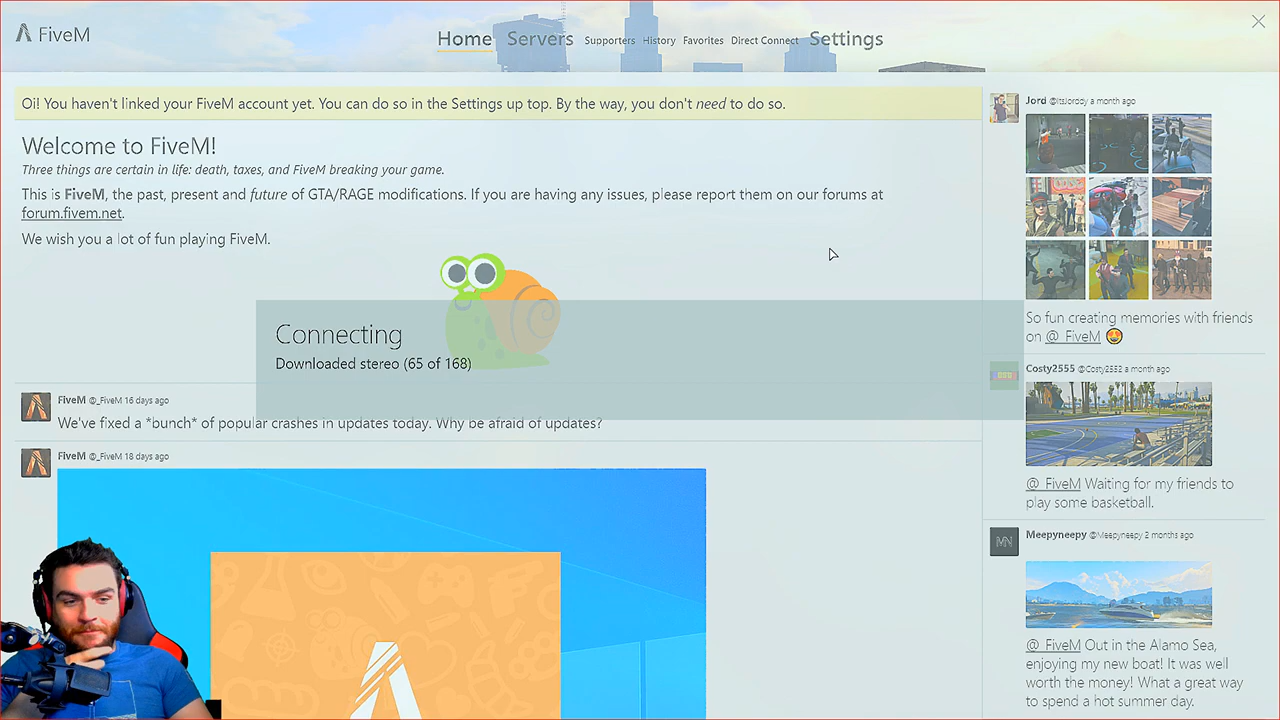 FiveM
Home Servers Supporters History Favorites Direct Connect Settings
Oi! You haven't linked your FiveM account yet. You can do so in the Settings up top. By the way, you don't need to do so.
Welcome to FiveM!
Three things are certain in life: death, taxes, and FiveM breaking your game.
This is FiveM, the past, present and future of GTA/RAGE modifications. If you are having any issues, please report them on our forums at
forum.fivem.net.
We wish you a lot of fun playing FiveM.
Connecting
Downloaded stereo (65 of 168)
FiveM @_FiveM 16 days ago
We've fixed a *bunch* of popular crashes in updates today. Why be afraid of updates?
FiveM @_FiveM 18 days ago
Jord @ItsJordby a month ago
So fun creating memories with friends
on @_FiveM
Costy2555 @Costy2552 a month ago
@_FiveM Waiting for my friends to
play some basketball.
MN
Meepyneepy @Meepyneepy 2 months ago
@_FiveM Out in the Alamo Sea,
enjoying my new boat! It was well
worth the money! What a great way
to spend a hot summer day.